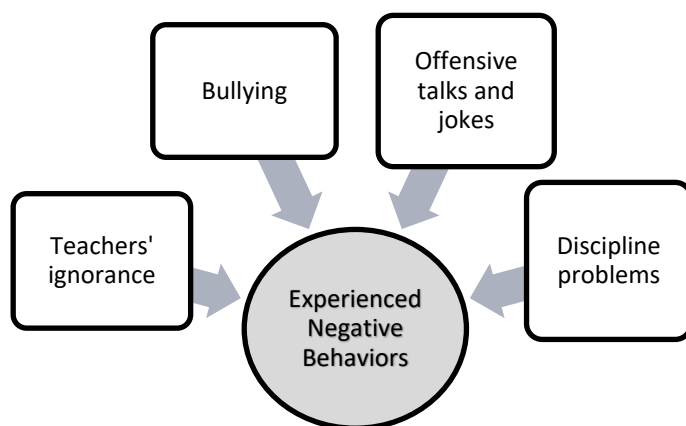 Bullying
Offensive
talks and
jokes
Teachers'
ignorance
Discipline
problems
Experienced
Negative
Behaviors